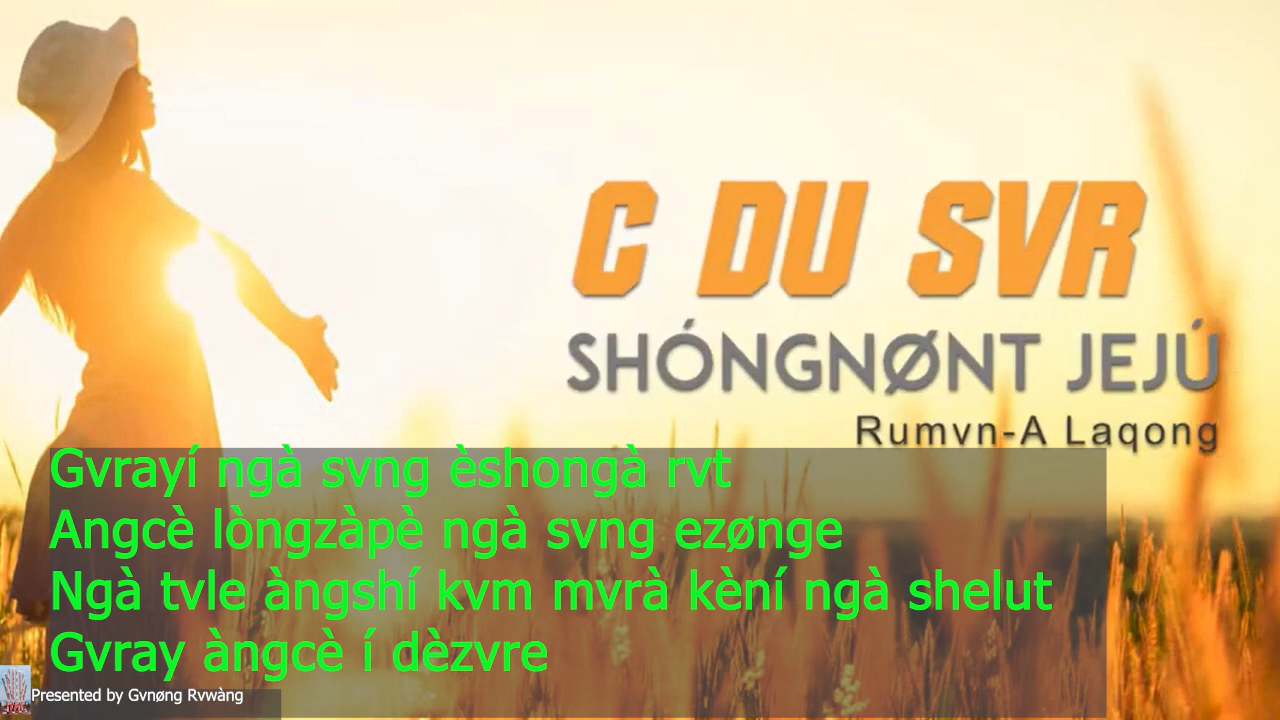 C DU SVR
SHÓNGNØNT JEJÚ
Rumvn-A Laqong
Gvrayí ngà svng èshongà rvt
Angcè lòngzàpè ngà svng ezønge
Ngà tvle àngshí kvm mvrà kèní ngà shelut
Gvray àngcè í dèzvre
Presented by Gvnøng Rvwàng